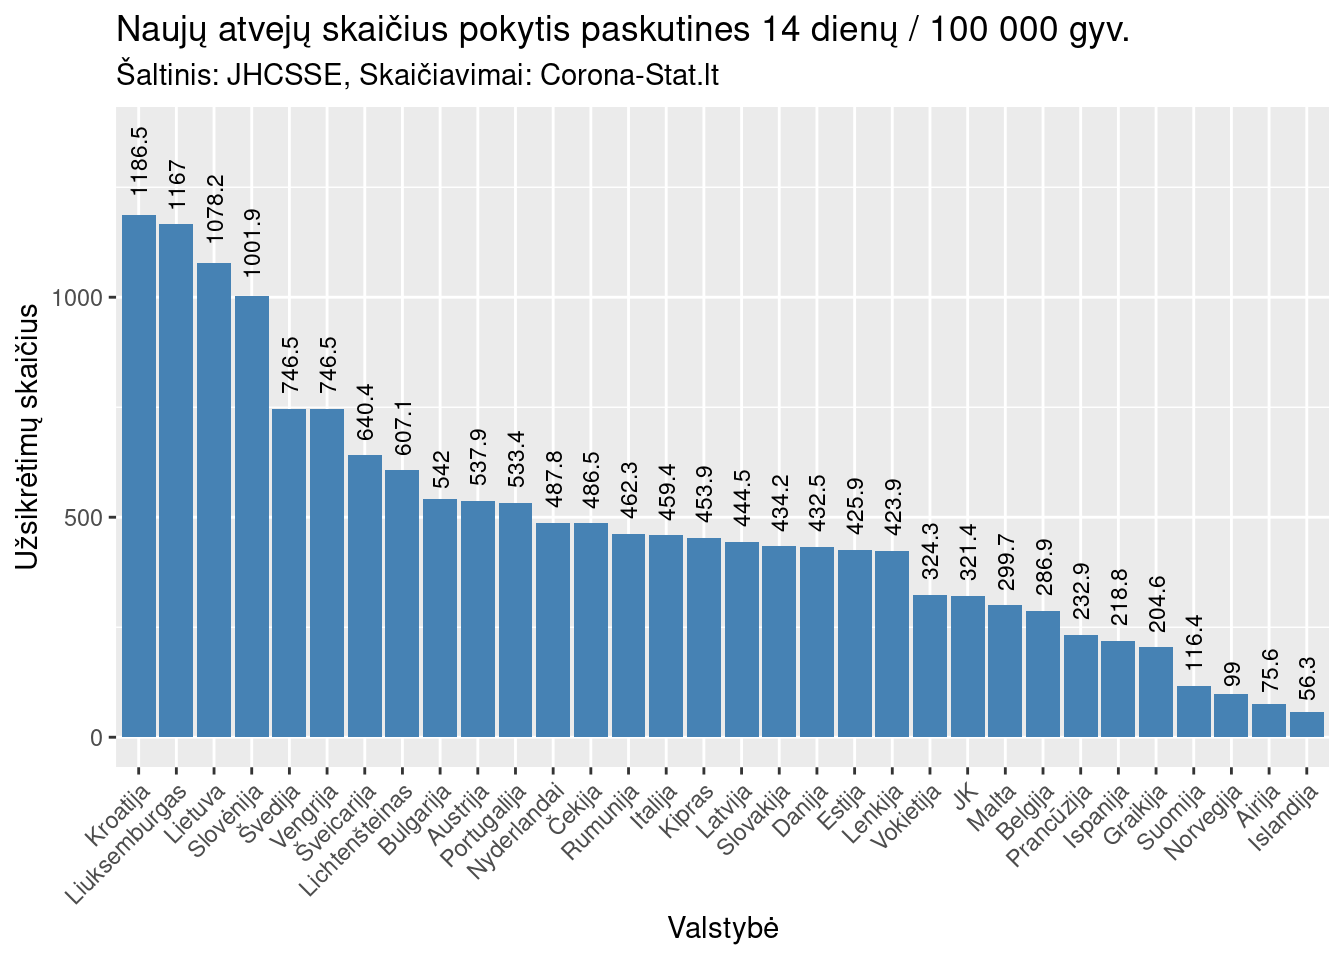 Naujų atvejų skaičius pokytis paskutines 14 dienų / 100 000 gyv.
Šaltinis: JHCSSE, Skaičiavimai: Corona-Stat.lt
Užsikrėtimų skaičius
1000
500
0
1186.5
1167
1078.2
1001.9
746.5
746.5
640.4
607.1
542
537.9
533.4
487.8
486.5
462.3
459.4
453.9
444.5
434.2
432.5
425.9
423.9
324.3
321.4
299.7
286.9
232.9
218.8
204.6
116.4
99
75.6
56.3
Kroatija
Liuksemburgas
Lietuva
Slovėnija
Švedija
Vengrija
Šveicarija
Lichtenšteinas
Bulgarija
Austrija
Portugalija
Nyderlandai
Čekija
Rumunija
Italija
Kipras
Latvija
Slovakija
Danija
Estija
Lenkija
Vokietija
JK
Malta
Belgija
Prancūzija
Ispanija
Graikija
Suomija
Norvegija
Airija
Islandija
Valstybė